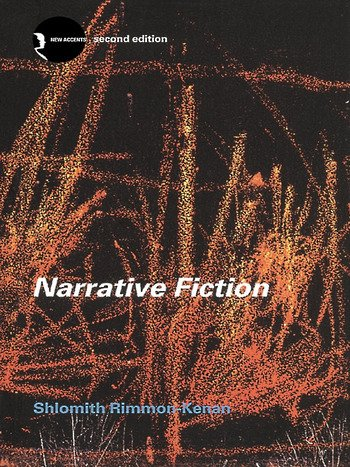 NEW ACCENTS second edition
Narrative Fiction
Shlomith Rimmon-Kenan